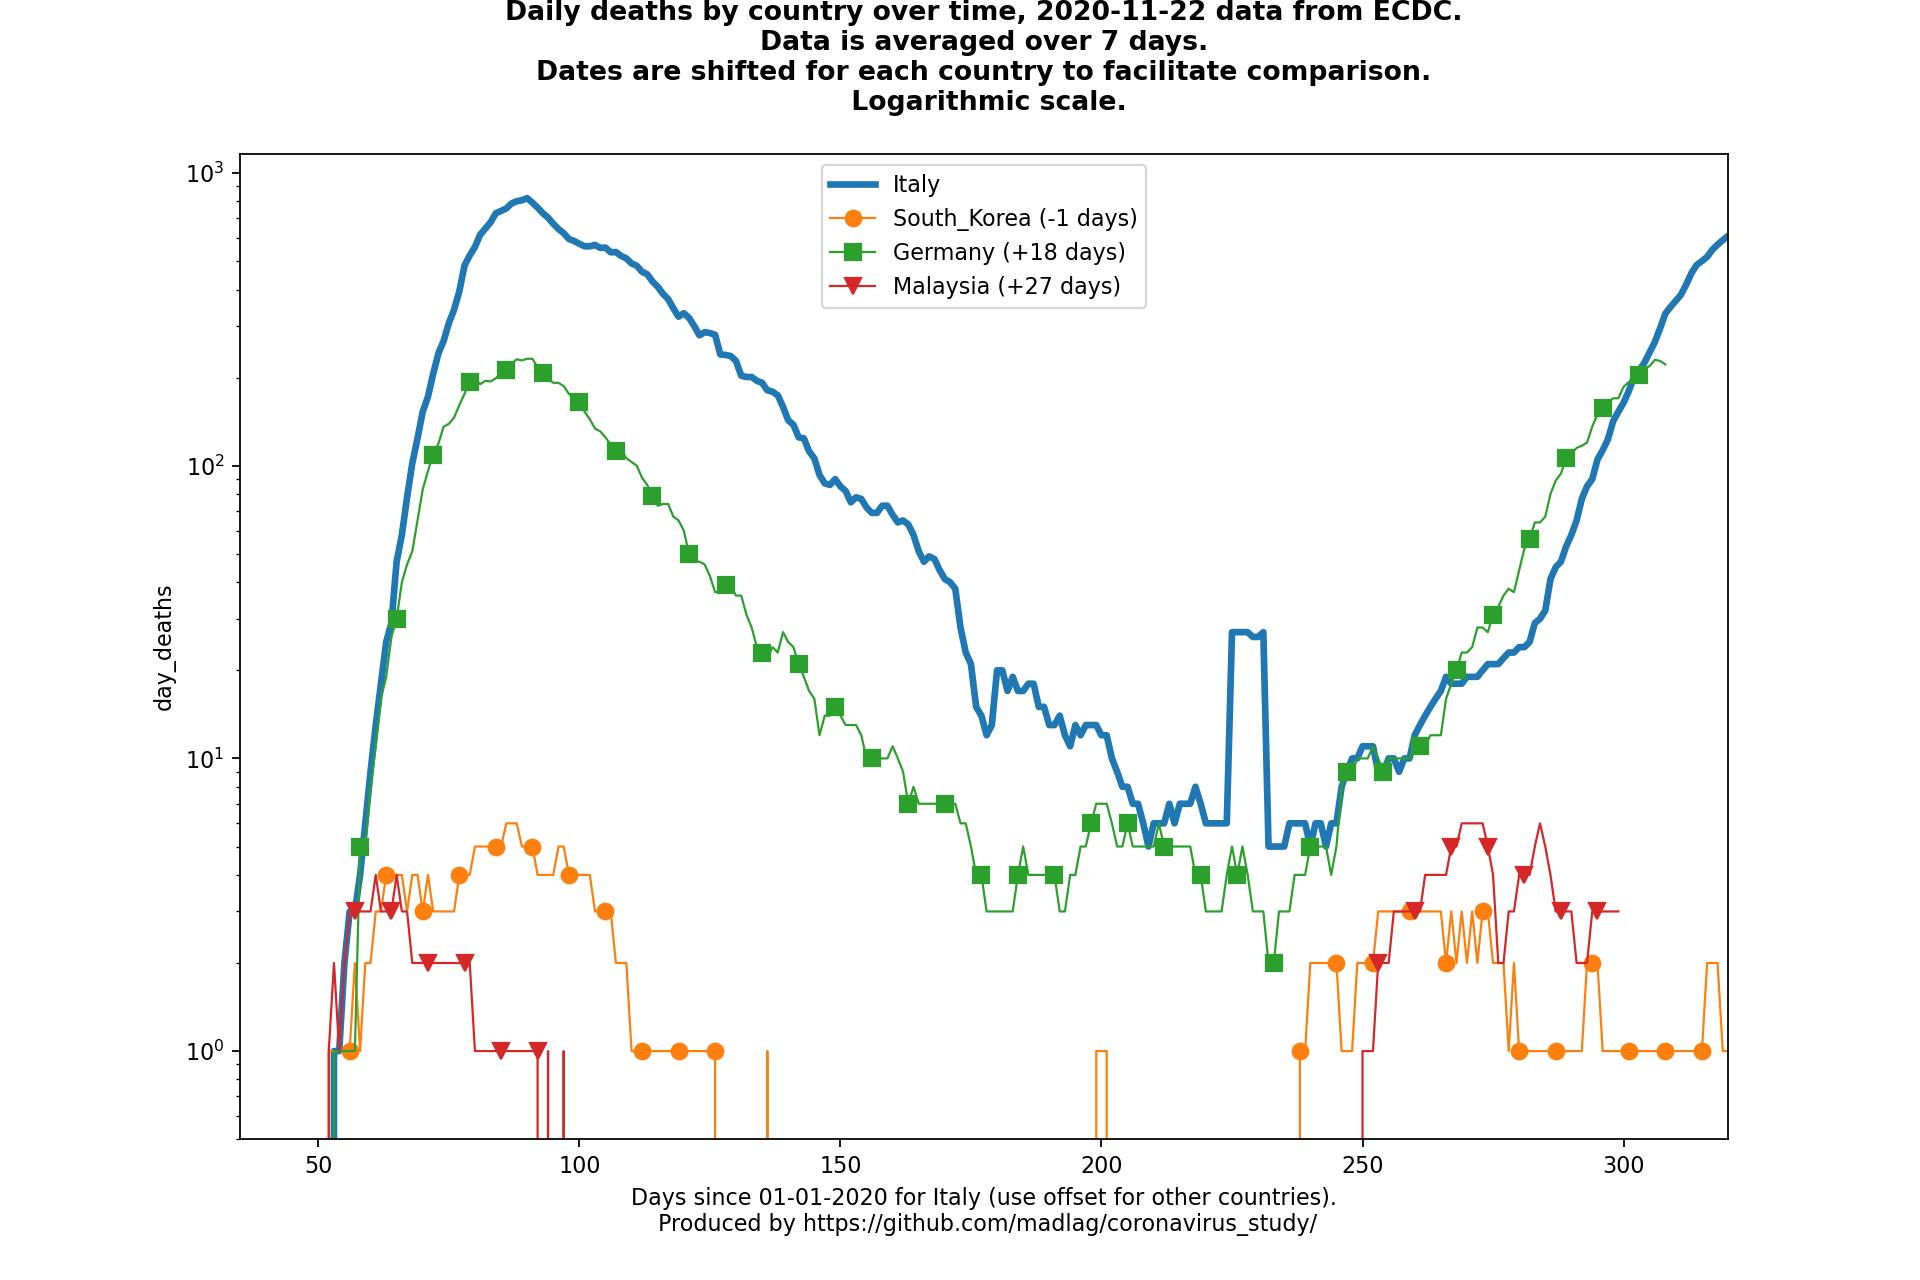 Daily deaths by country over time, 2020-11-22 data from ECDC.
Data is averaged over 7 days.
Dates are shifted for each country to facilitate comparison.
Logarithmic scale.
Italy
South_Korea (-1 days)
Germany (+18 days)
Malaysia (+27 days)
10³
10²
10¹
10⁰
day_deaths
50 100 150 200 250 300
Days since 01-01-2020 for Italy (use offset for other countries).
Produced by https://github.com/madlag/coronavirus_study/